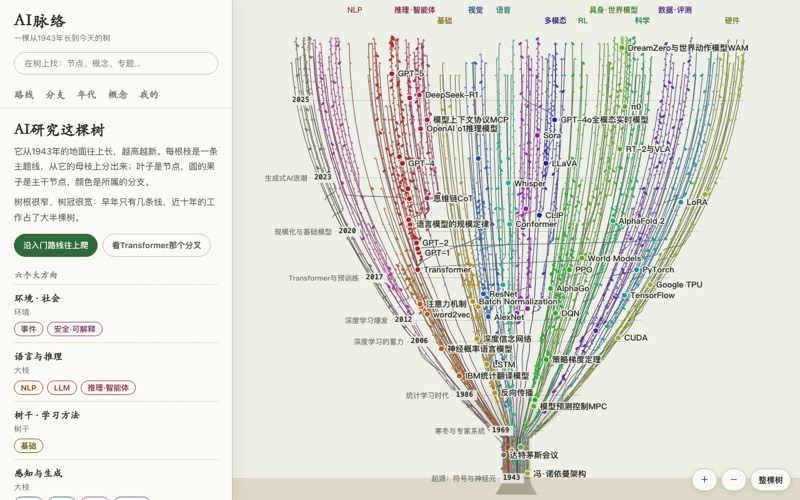 AI脉络
一棵从1943年长到今天的树
在树上找：节点、概念、专题…
路线 分支 年代 概念 我的
AI研究这棵树
它从1943年的地面往上长，越高越新。每根枝是一条
主题线，从它的母枝上分出来；叶子是节点，圆的果
子是主干节点，颜色是所属的分支。
树根很窄、树冠很宽：早年只有几条线，近十年的工
作占了大半棵树。
沿入门路线往上爬
看Transformer那个分叉
六个大方向
环境·社会
环境
事件
安全·可解释
语言与推理
大枝
NLP
LLM
推理·智能体
树干·学习方法
树干
基础
感知与生成
大枝
NLP
推理·智能体
基础
视觉
语音
多模态
RL
具身·世界模型
科学
数据·评测
硬件
DreamZero与世界动作模型WAM
GPT-5
DeepSeek-R1
2025
π0
模型上下文协议MCP
GPT-4o全模态实时模型
OpenAI o1推理模型
Sora
RT-2与VLA
GPT-4
LLaVA
生成式AI浪潮 2023
Whisper
思维链CoT
LoRA
CLIP
AlphaFold 2
语言模型的规模定律
Conformer
规模化与基础模型 2020
GPT-2
GPT-1
World Models
Transformer
PPO
PyTorch
Transformer与预训练 2017
AlphaGo
Google TPU
ResNet
TensorFlow
注意力机制
Batch Normalization
word2vec
AlexNet
DQN
深度学习爆发 2012
深度信念网络
CUDA
深度学习的蓄力 2006
神经概率语言模型
策略梯度定理
LSTM
IBM统计翻译模型
反向传播
统计学习时代 1986
模型预测控制MPC
寒冬与专家系统 1969
达特茅斯会议
冯·诺依曼架构
起源：符号与神经元 1943
+
−
整棵树